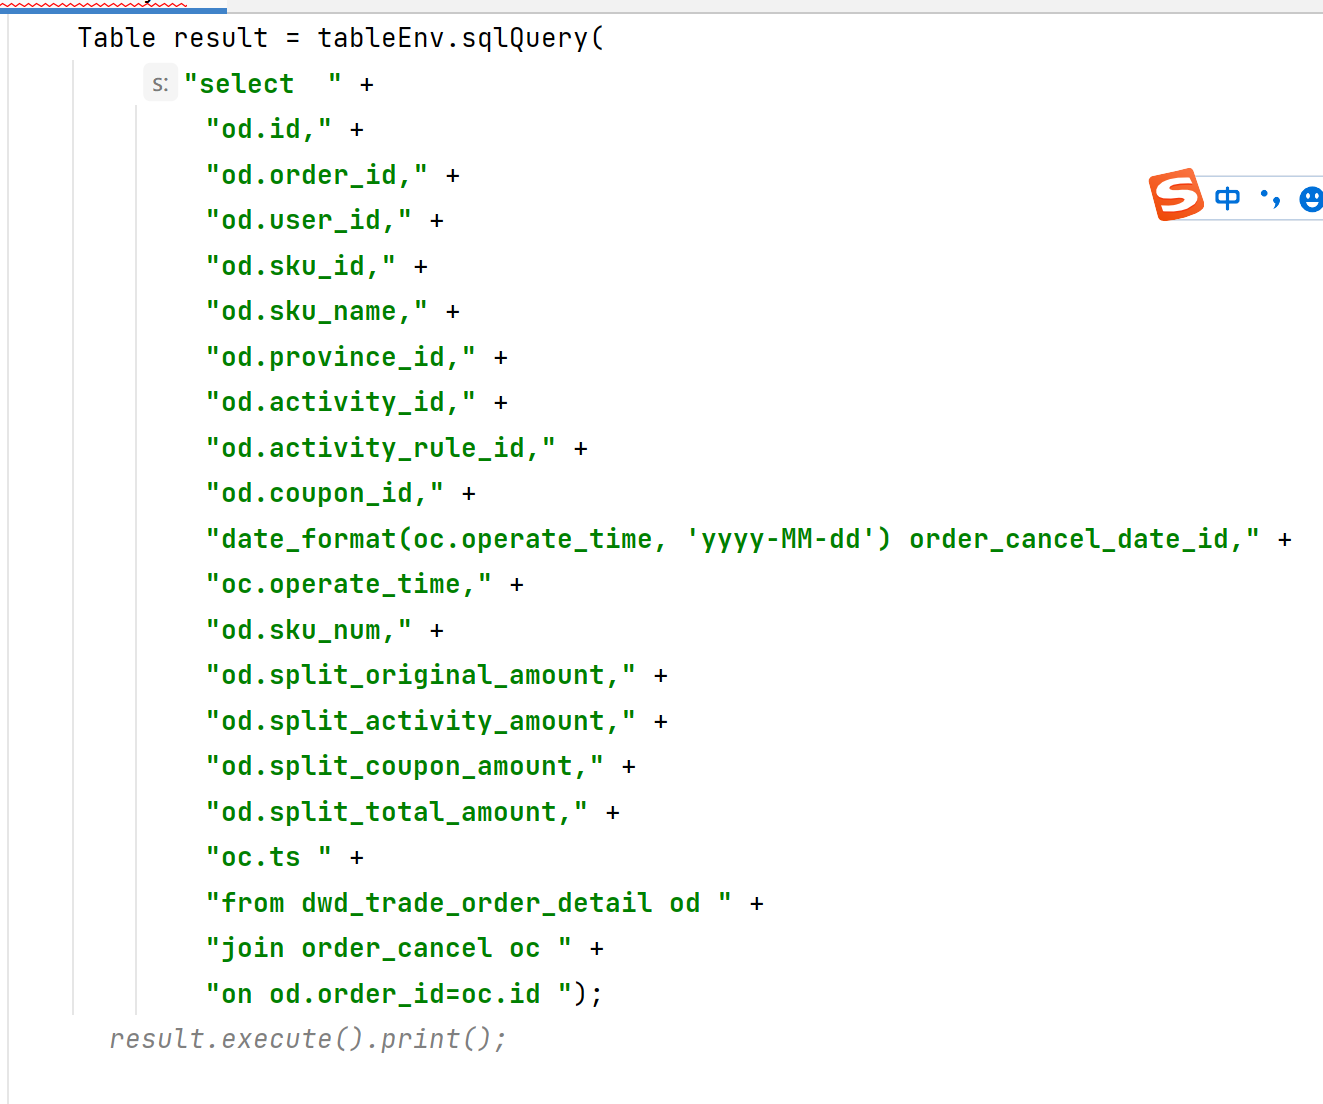 Table result = tableEnv.sqlQuery(
s: "select  " +
"od.id," +
"od.order_id," +
"od.user_id," +
"od.sku_id," +
"od.sku_name," +
"od.province_id," +
"od.activity_id," +
"od.activity_rule_id," +
"od.coupon_id," +
"date_format(oc.operate_time, 'yyyy-MM-dd') order_cancel_date_id," +
"oc.operate_time," +
"od.sku_num," +
"od.split_original_amount," +
"od.split_activity_amount," +
"od.split_coupon_amount," +
"od.split_total_amount," +
"oc.ts " +
"from dwd_trade_order_detail od " +
"join order_cancel oc " +
"on od.order_id=oc.id ");
result.execute().print();
S 中 •,